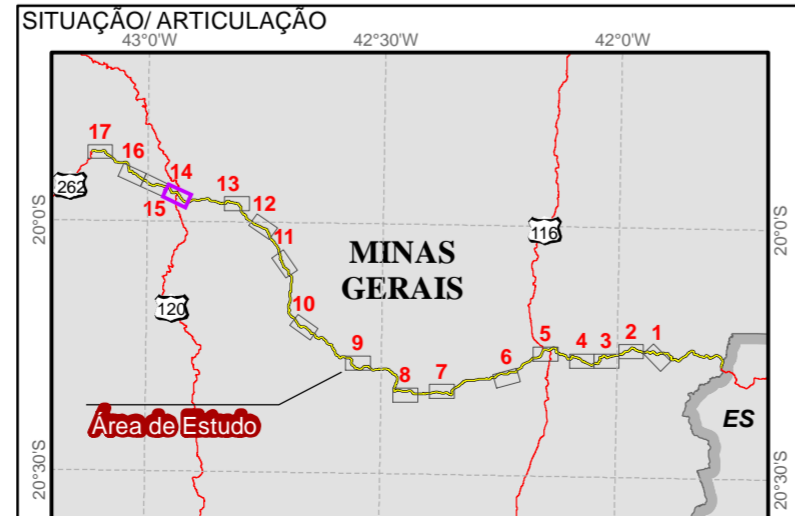 SITUAÇÃO/ ARTICULAÇÃO
43°0'W 42°30'W 42°0'W
17
16
14
262
15
13
12
20°0'S
11
116
20°0'S
MINAS
GERAIS
120
10
9
8
7
6
5
4
3
2
1
Área de Estudo
ES
20°30'S
20°30'S